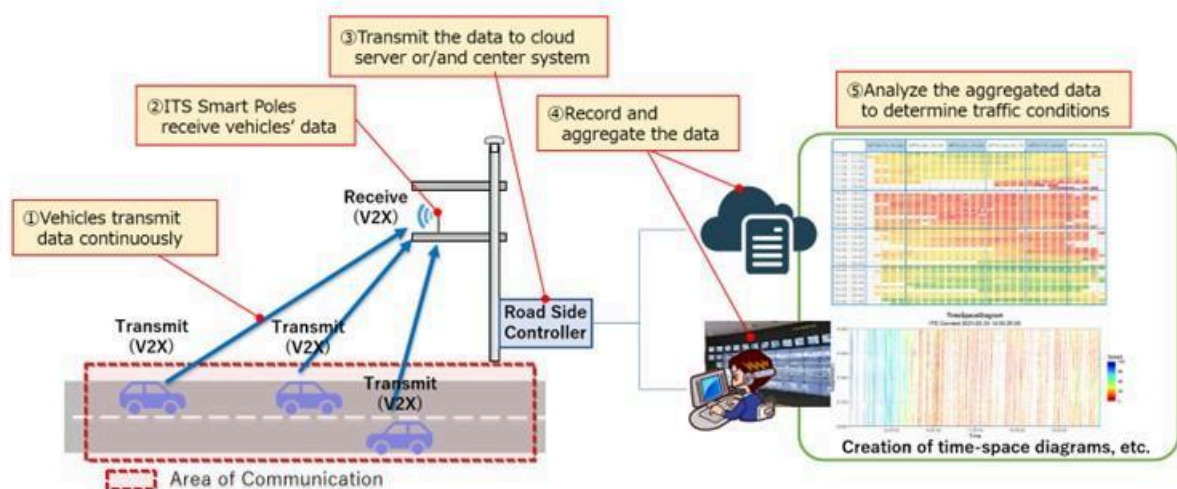 ③Transmit the data to cloud
server or/and center system
②ITS Smart Poles
receive vehicles' data
④Record and
aggregate the data
⑤Analyze the aggregated data
to determine traffic conditions
①Vehicles transmit
data continuously
Receive
(V2X)
Transmit
(V2X)
Transmit
(V2X)
Transmit
(V2X)
Road Side
Controller
TimeSpaceDiagram
Time
Creation of time-space diagrams, etc.
Area of Communication